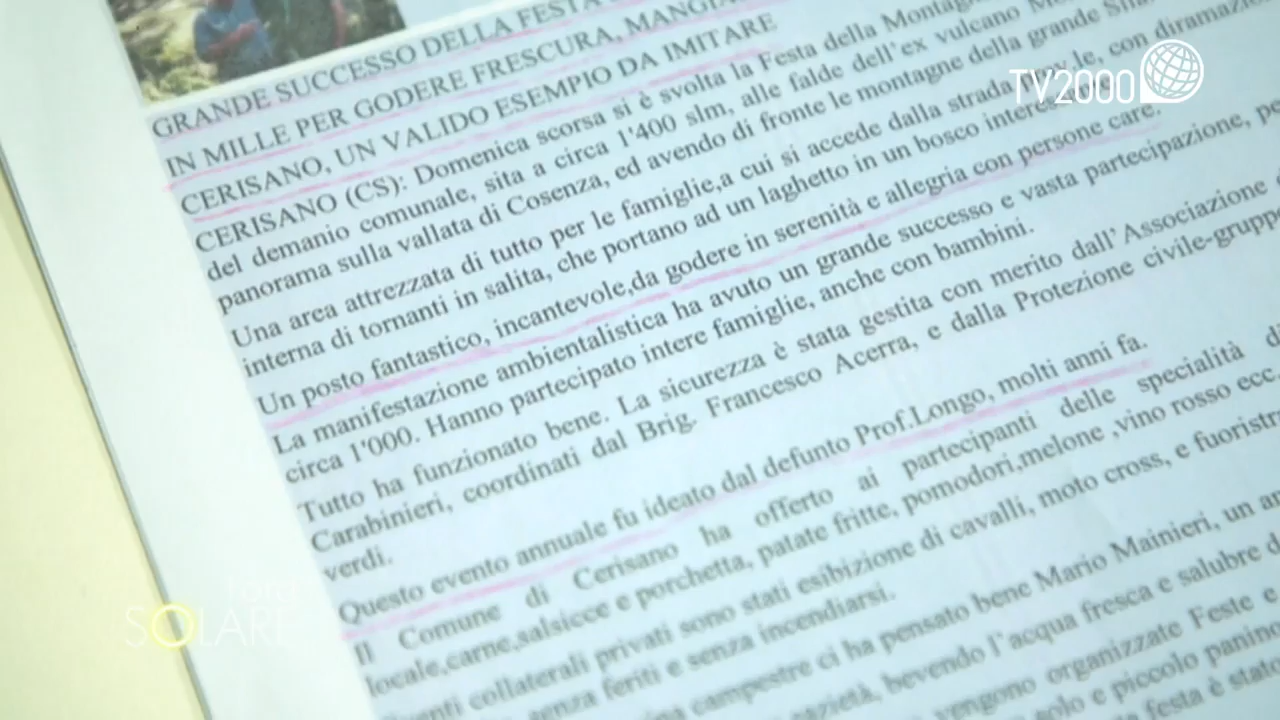 TV2000
GRANDE SUCCESSO DELLA FESTA
IN MILLE PER GODERE FRESCURA,
CERISANO, UN VALIDO ESEMPIO DA IMITARE
CERISANO (CS): Domenica scorsa si è svolta la Festa della
del demanio comunale, sita a circa l'400 slm, alle falde dell'ex vulcano
panorama sulla vallata di Cosenza, ed avendo di fronte le montagne della grande
Una area attrezzata di tutto per le famiglie,a cui si accede dalla strada con
interna di tornanti in salita, che portano ad un laghetto in un bosco
Un posto fantastico, incantevole,da godere in serenità e allegria con persone care.
La manifestazione ambientalistica ha avuto un grande successo e vasta partecipazione,
circa l'000. Hanno partecipato intere famiglie, anche con bambini.
Tutto ha funzionato bene. La sicurezza è stata gestita con merito dall'Associazione
Carabinieri, coordinati dal Brig. Francesco Acerra, e dalla Protezione
verdi.
Questo evento annuale fu ideato dal defunto Prof.Longo, molti anni fa.
Il Comune di Cerisano ha offerto ai partecipanti delle specialità
locale,carne,salsicce e porchetta, patate fritte, pomodori,melone ,vino rosso ecc.
collaterali privati sono stati esibizione di cavalli, moto cross, e
senza feriti e senza incendiarsi.
campestre ci ha pensato bene Mario Mainieri, un
bevendo l'acqua fresca e salubre
vengono organizzate Feste e
solo e piccolo panino
festa è
SOLARE